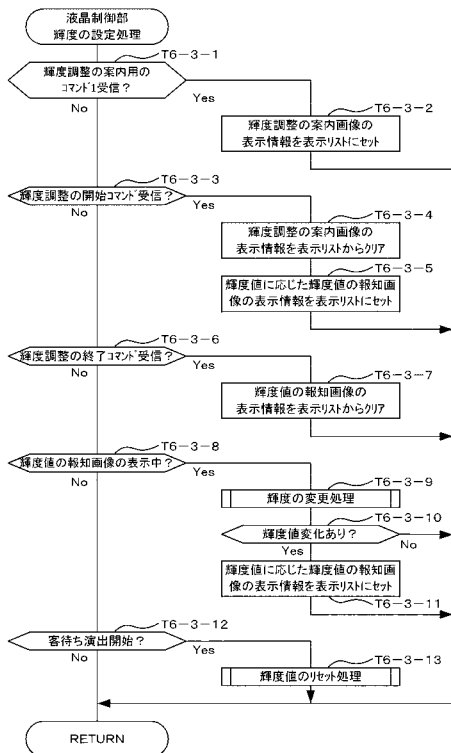 液晶制御部
輝度の設定処理
T6-3-1
輝度調整の案内用の
コマンド1受信？
No
Yes
T6-3-2
輝度調整の案内画像の
表示情報を表示リストにセット
T6-3-3
輝度調整の開始コマンド受信？
No
Yes
T6-3-4
輝度調整の案内画像の
表示情報を表示リストからクリア
T6-3-5
輝度値に応じた輝度値の報知画
像の表示情報を表示リストにセット
T6-3-6
輝度調整の終了コマンド受信？
No
Yes
T6-3-7
輝度値の報知画像の
表示情報を表示リストからクリア
T6-3-8
輝度値の報知画像の表示中？
No
Yes
T6-3-9
輝度の変更処理
T6-3-10
輝度値変化あり？
Yes
No
輝度値に応じた輝度値の報知画
像の表示情報を表示リストにセット
T6-3-11
T6-3-12
客待ち演出開始？
No
Yes
T6-3-13
輝度値のリセット処理
RETURN